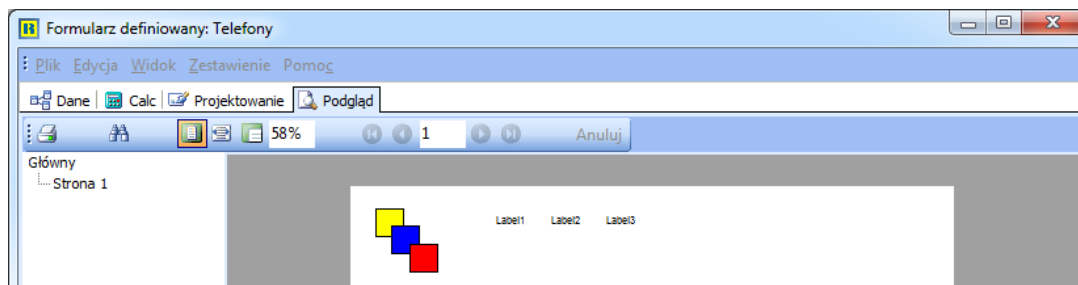 Formularz definiowany: Telefony
Plik Edycja Widok Zestawienie Pomoc
Dane Calc Projektowanie Podgląd
58% 1 Anuluj
Główny
Strona 1
Label1 Label2 Label3